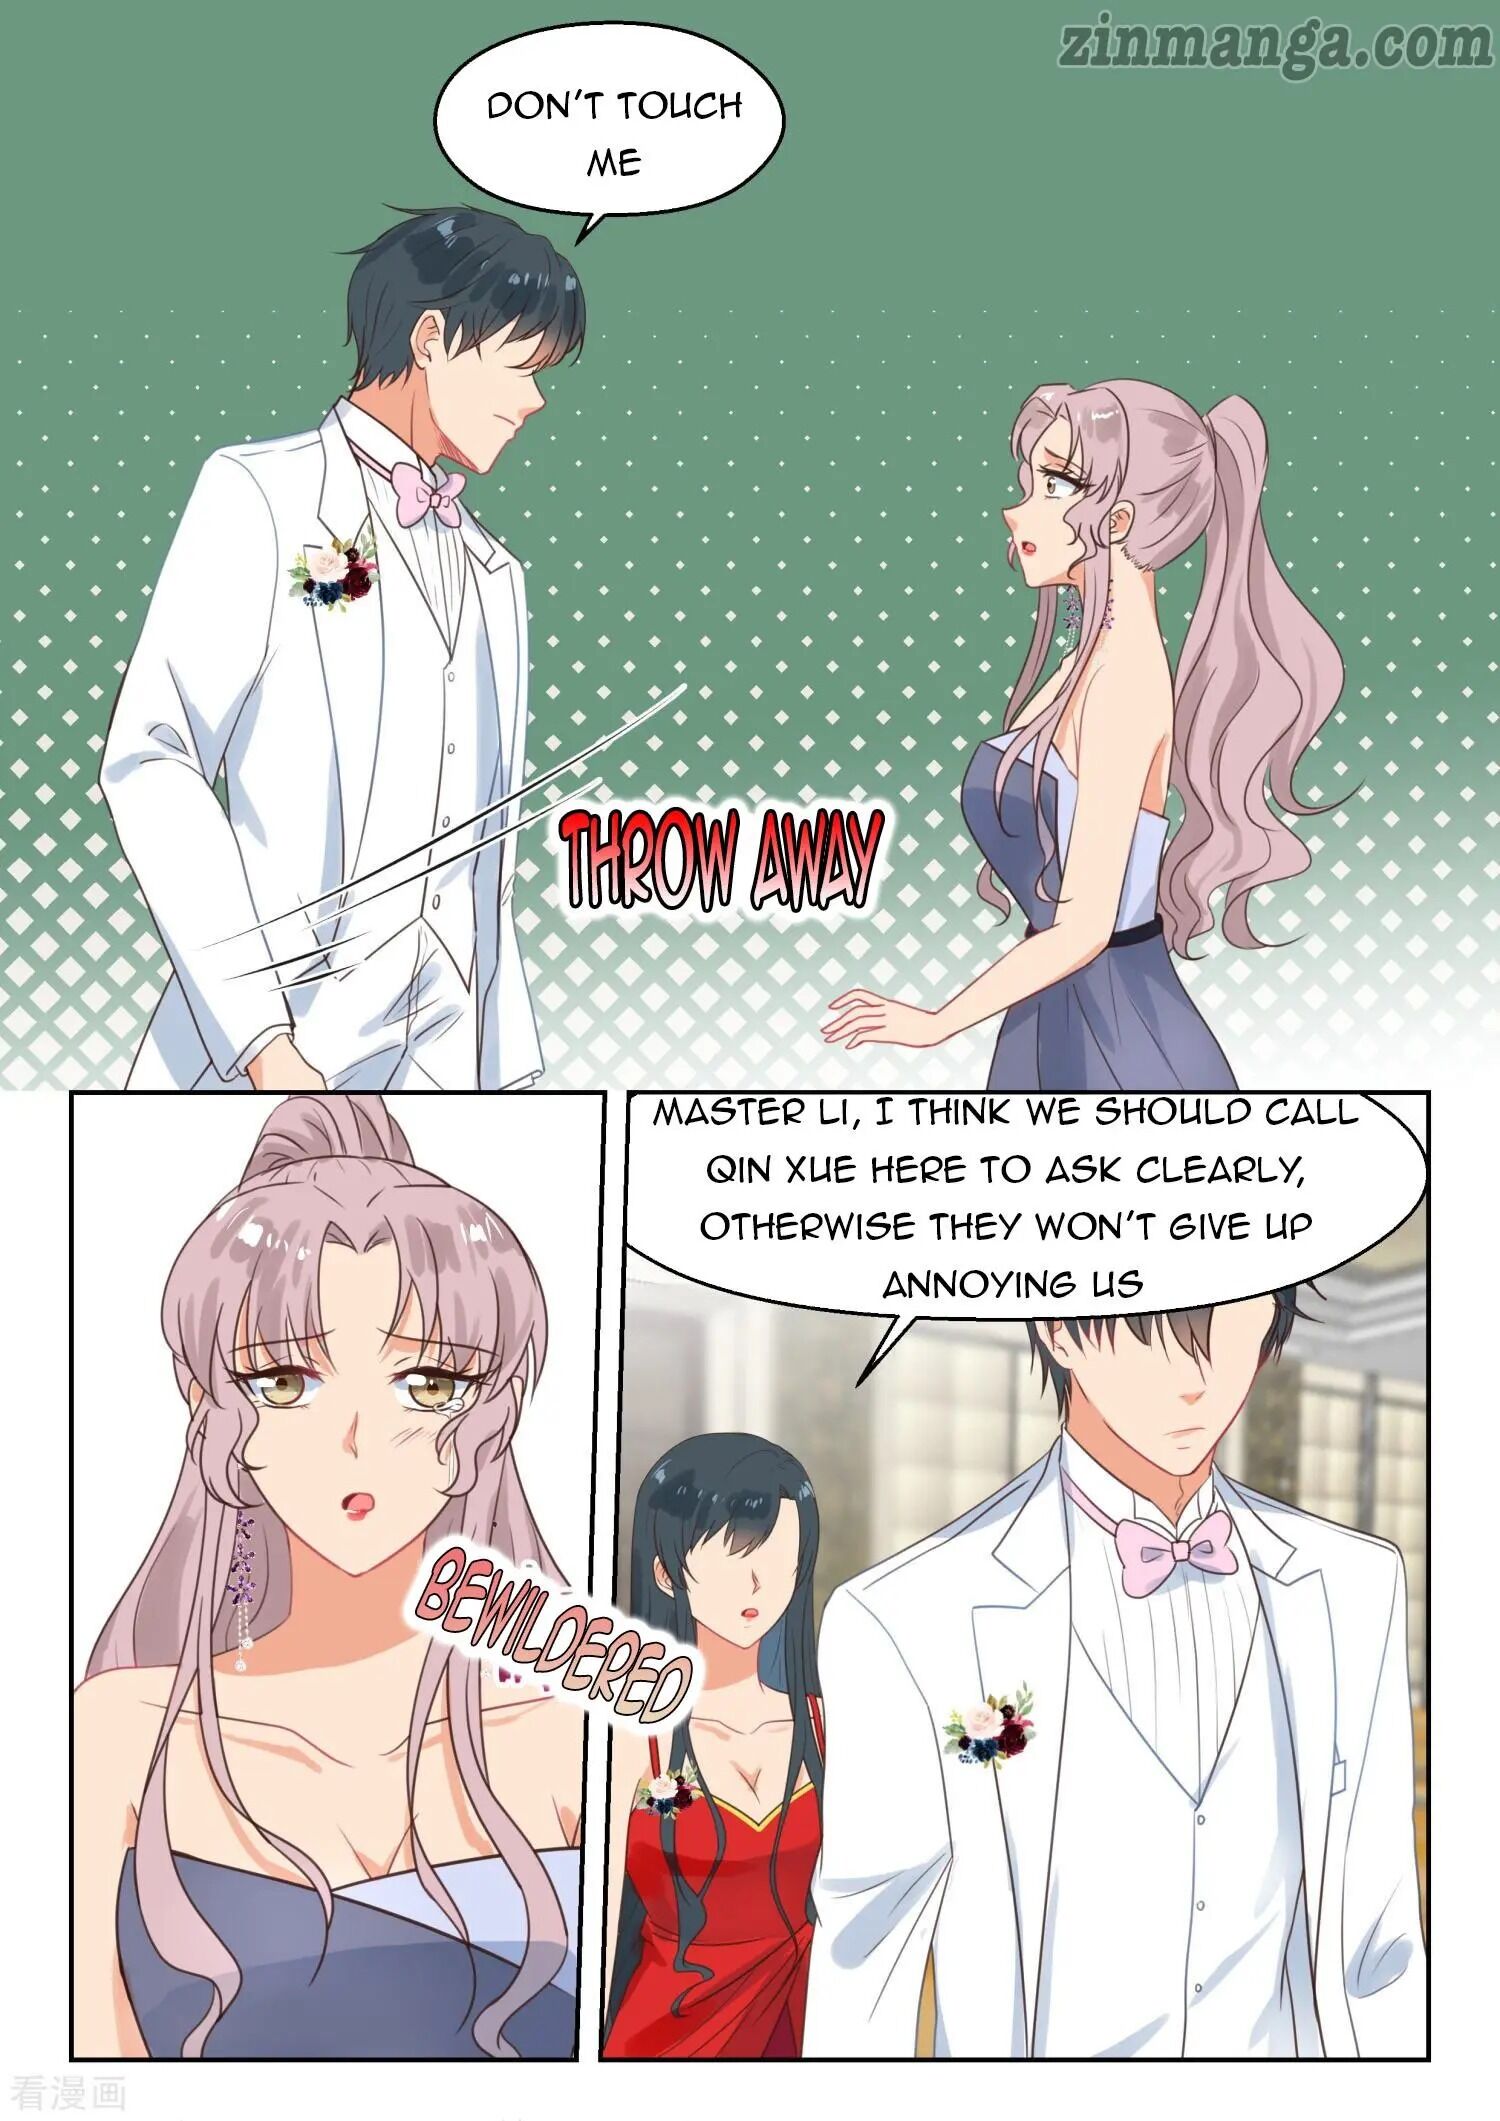 zinmanga.com
DON'T TOUCH
ME
THROW AWAY
BEWILDERED
MASTER LI, I THINK WE SHOULD CALL
QIN XUE HERE TO ASK CLEARLY,
OTHERWISE THEY WON'T GIVE UP
ANNOYING US
看漫画